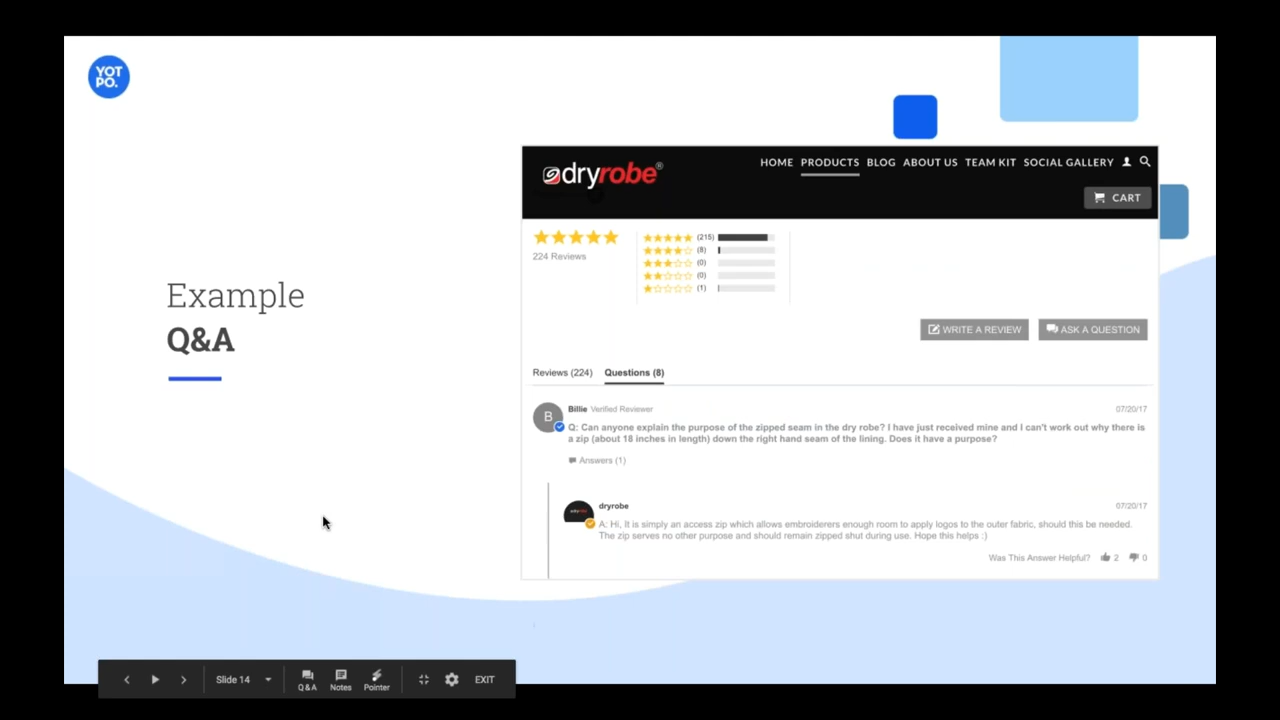 YOT
PO.
Example
Q&A
dryrobe®
HOME PRODUCTS BLOG ABOUT US TEAM KIT SOCIAL GALLERY
CART
224 Reviews
(215)
(8)
(0)
(0)
(1)
WRITE A REVIEW
ASK A QUESTION
Reviews (224) Questions (8)
B
Billie Verified Reviewer 07/20/17
Q: Can anyone explain the purpose of the zipped seam in the dry robe? I have just received mine and I can't work out why there is
a zip (about 18 inches in length) down the right hand seam of the lining. Does it have a purpose?
Answers (1)
dryrobe 07/20/17
A: Hi, It is simply an access zip which allows embroiderers enough room to apply logos to the outer fabric, should this be needed.
The zip serves no other purpose and should remain zipped shut during use. Hope this helps :)
Was This Answer Helpful? 2 0
Slide 14
Q&A Notes Pointer
EXIT